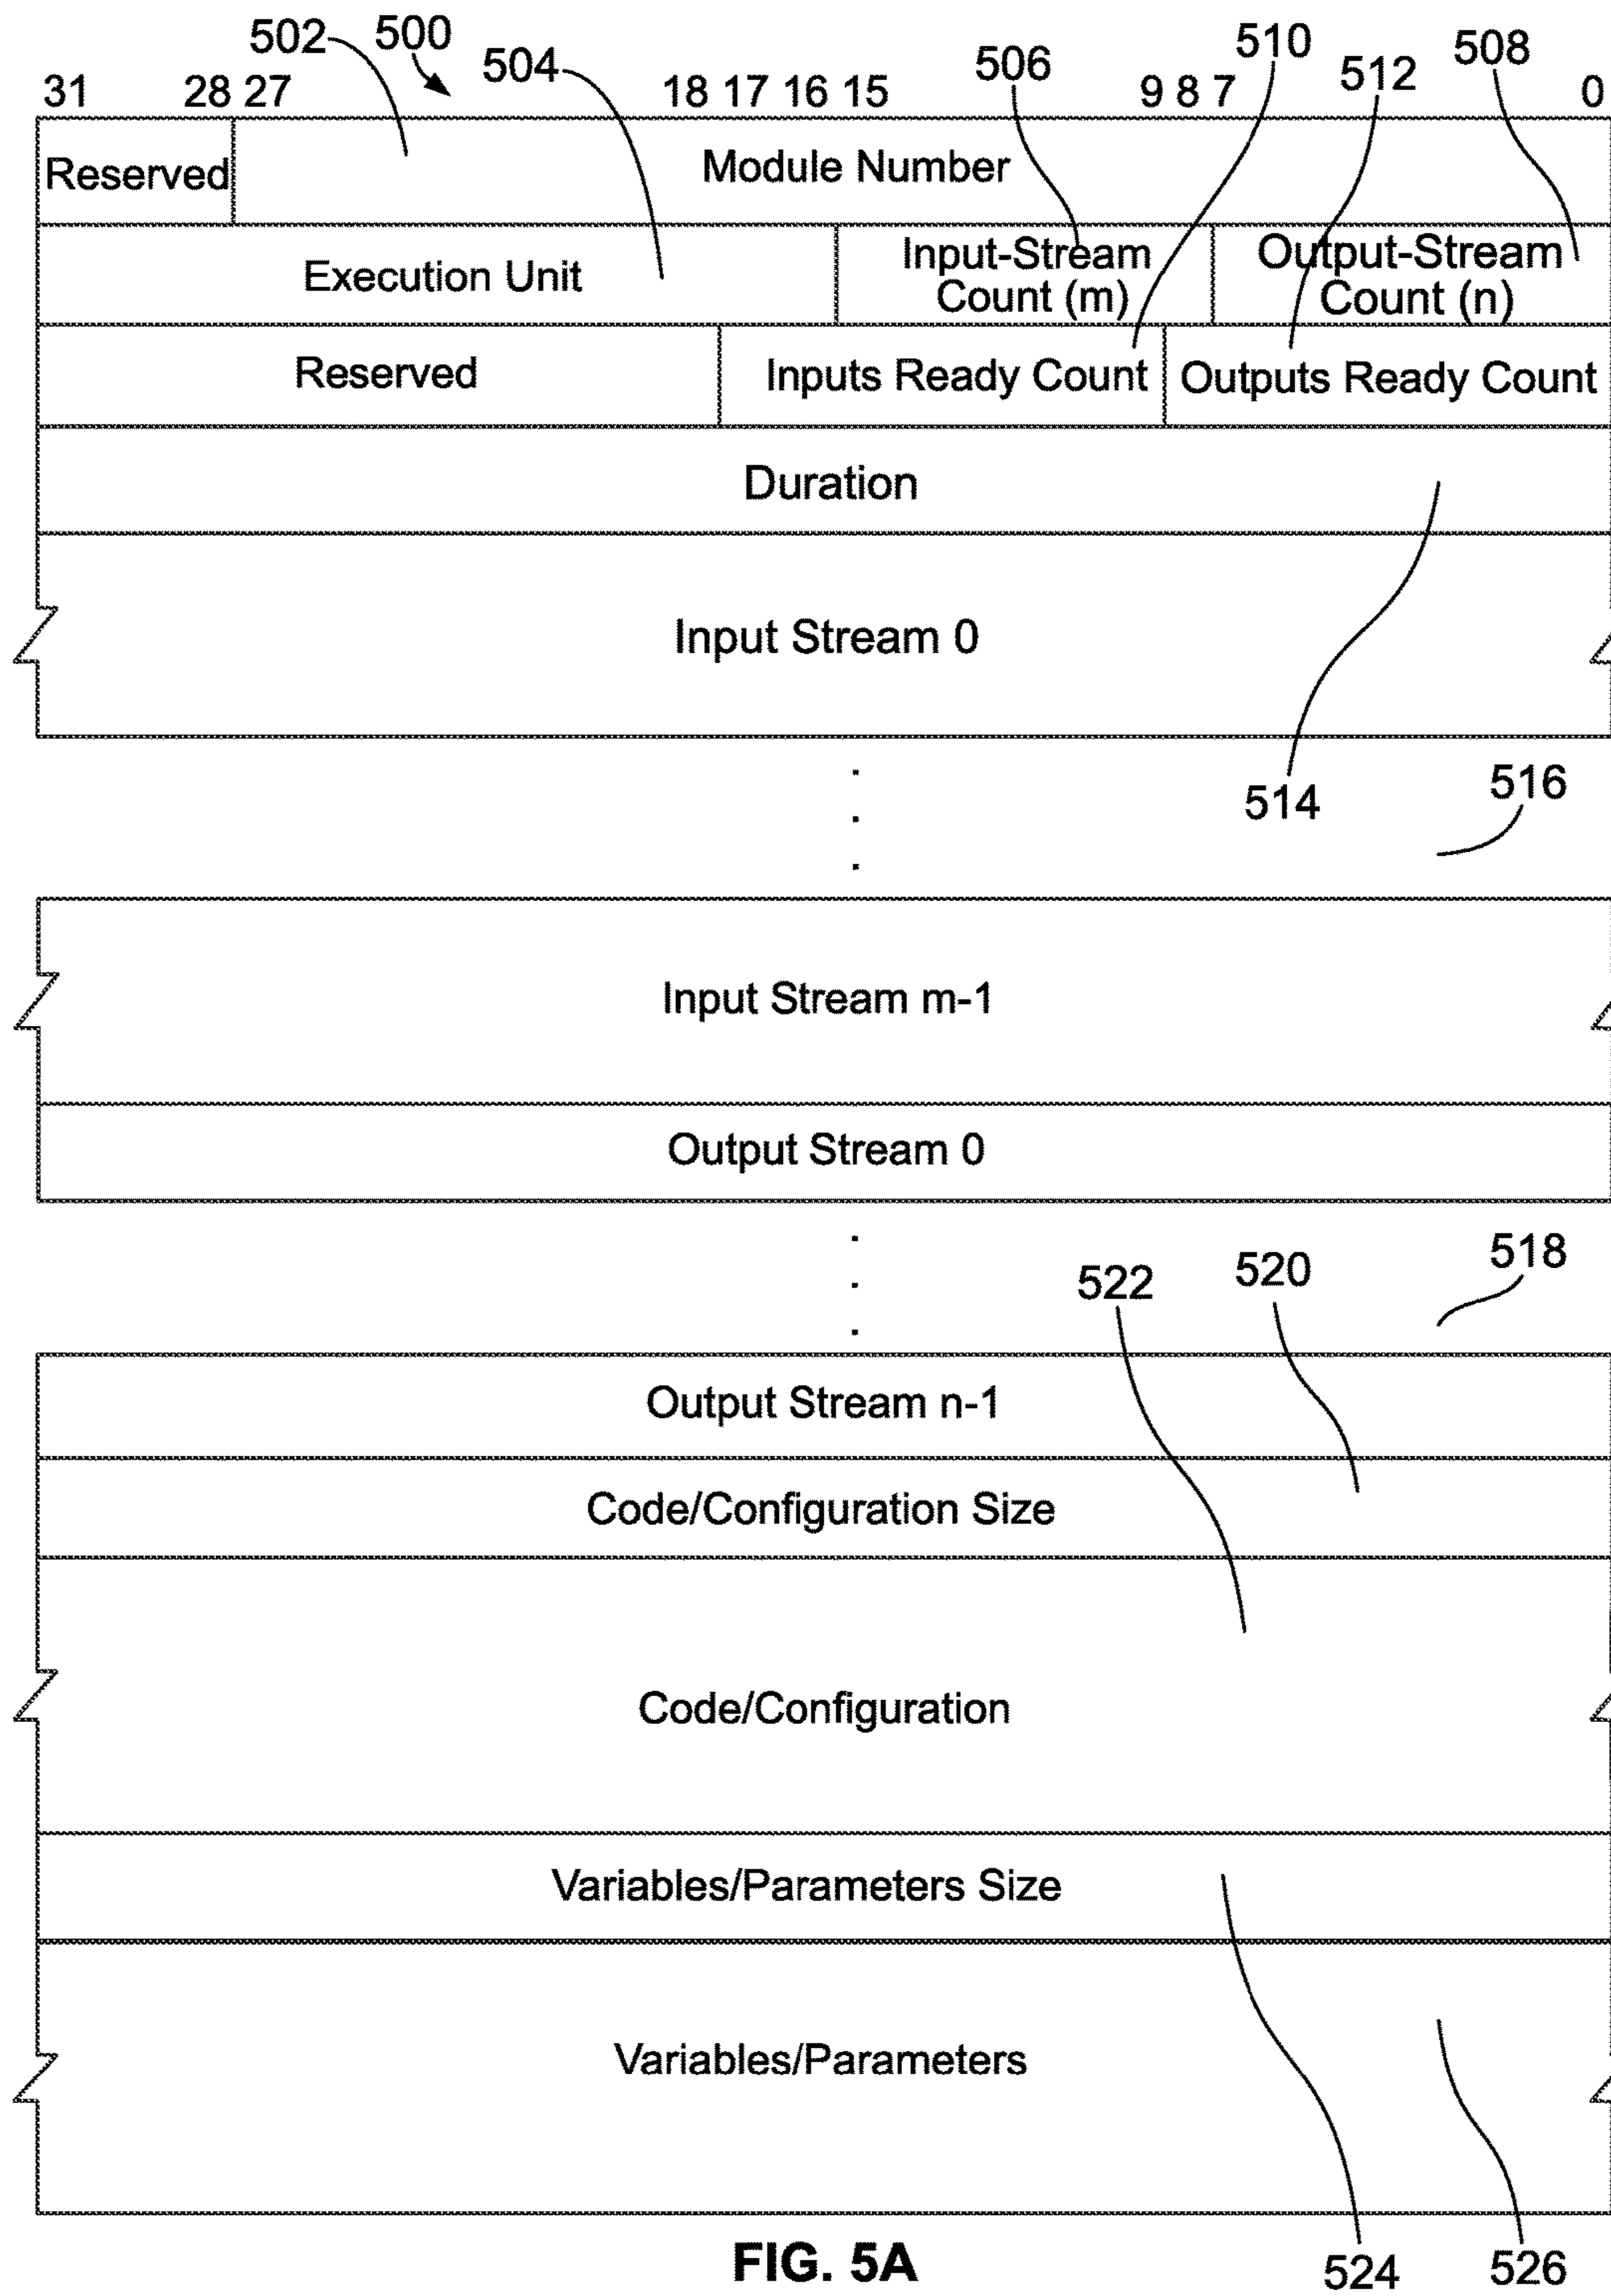 502 500 504 506 510 512 508
31 28 27 18 17 16 15 9 8 7 0
Reserved Module Number
Execution Unit Input-Stream Count (m) Output-Stream Count (n)
Reserved Inputs Ready Count Outputs Ready Count
Duration
Input Stream 0
514
516
Input Stream m-1
Output Stream 0
518
522 520
Output Stream n-1
Code/Configuration Size
Code/Configuration
Variables/Parameters Size
Variables/Parameters
FIG. 5A
524 526